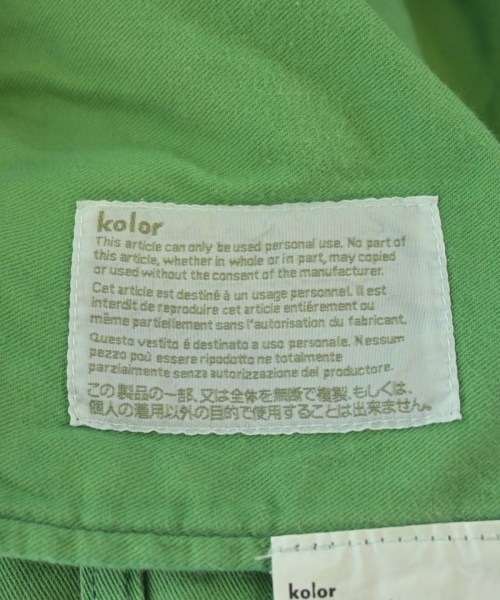 kolor
This article can only be used personal use. No part of
this article, whether in whole or in part, may copied
or used without the consent of the manufacturer.
Cet article est destiné à un usage personnel. Il est
interdit de reproduire cet article entiérement ou
même partiellement sans l'autorisation du fabricant.
Questo vestito é destinato a uso personale. Nessum
pezzo poù essere ripodotto ne totalmente
parzialmente senza autorizzazione del productore.
この製品の一部、又は全体を無断で複製、もしくは、
個人の着用以外の目的で使用することは出来ません。
kolor